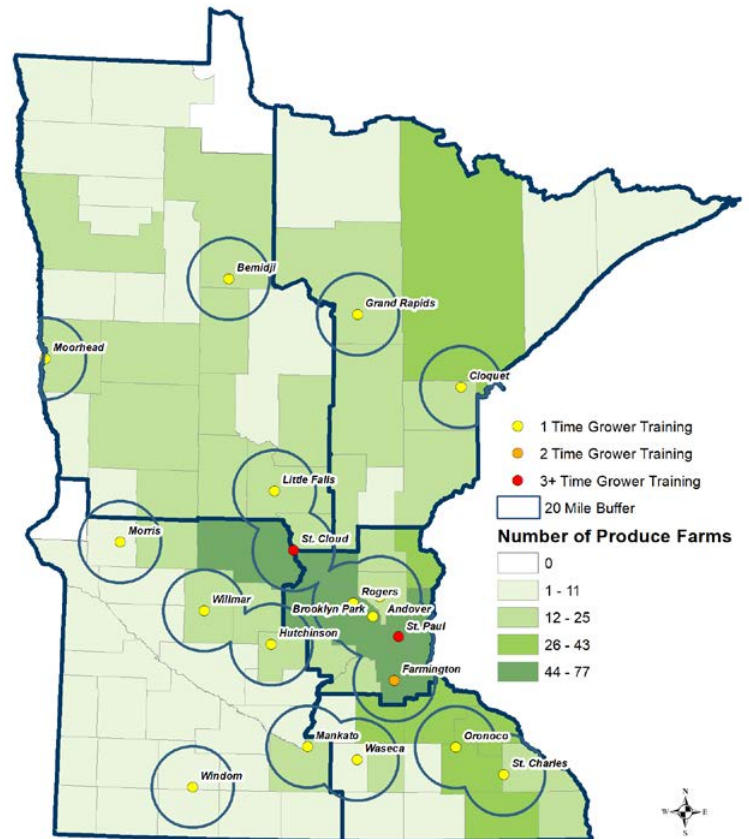 Bemidji
Grand Rapids
Moorhead
Cloquet
1 Time Grower Training
2 Time Grower Training
3+ Time Grower Training
20 Mile Buffer
Number of Produce Farms
0
1 - 11
12 - 25
26 - 43
44 - 77
Little Falls
Morris
St. Cloud
Willmar
Rogers
Brooklyn Park
Andover
St. Paul
Hutchinson
Farmington
Mankato
Waseca
Oronoco
St. Charles
Windom
N
W
E
S